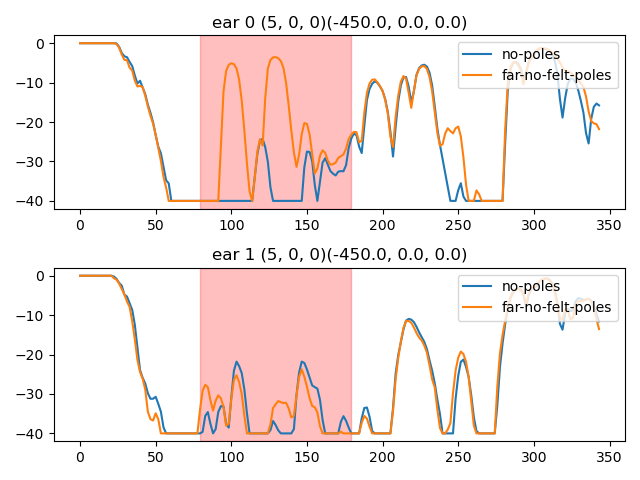 ear 0 (5, 0, 0)(-450.0, 0.0, 0.0)
0
−10
−20
−30
−40
no-poles
far-no-felt-poles
0 50 100 150 200 250 300 350
ear 1 (5, 0, 0)(-450.0, 0.0, 0.0)
0
−10
−20
−30
−40
no-poles
far-no-felt-poles
0 50 100 150 200 250 300 350